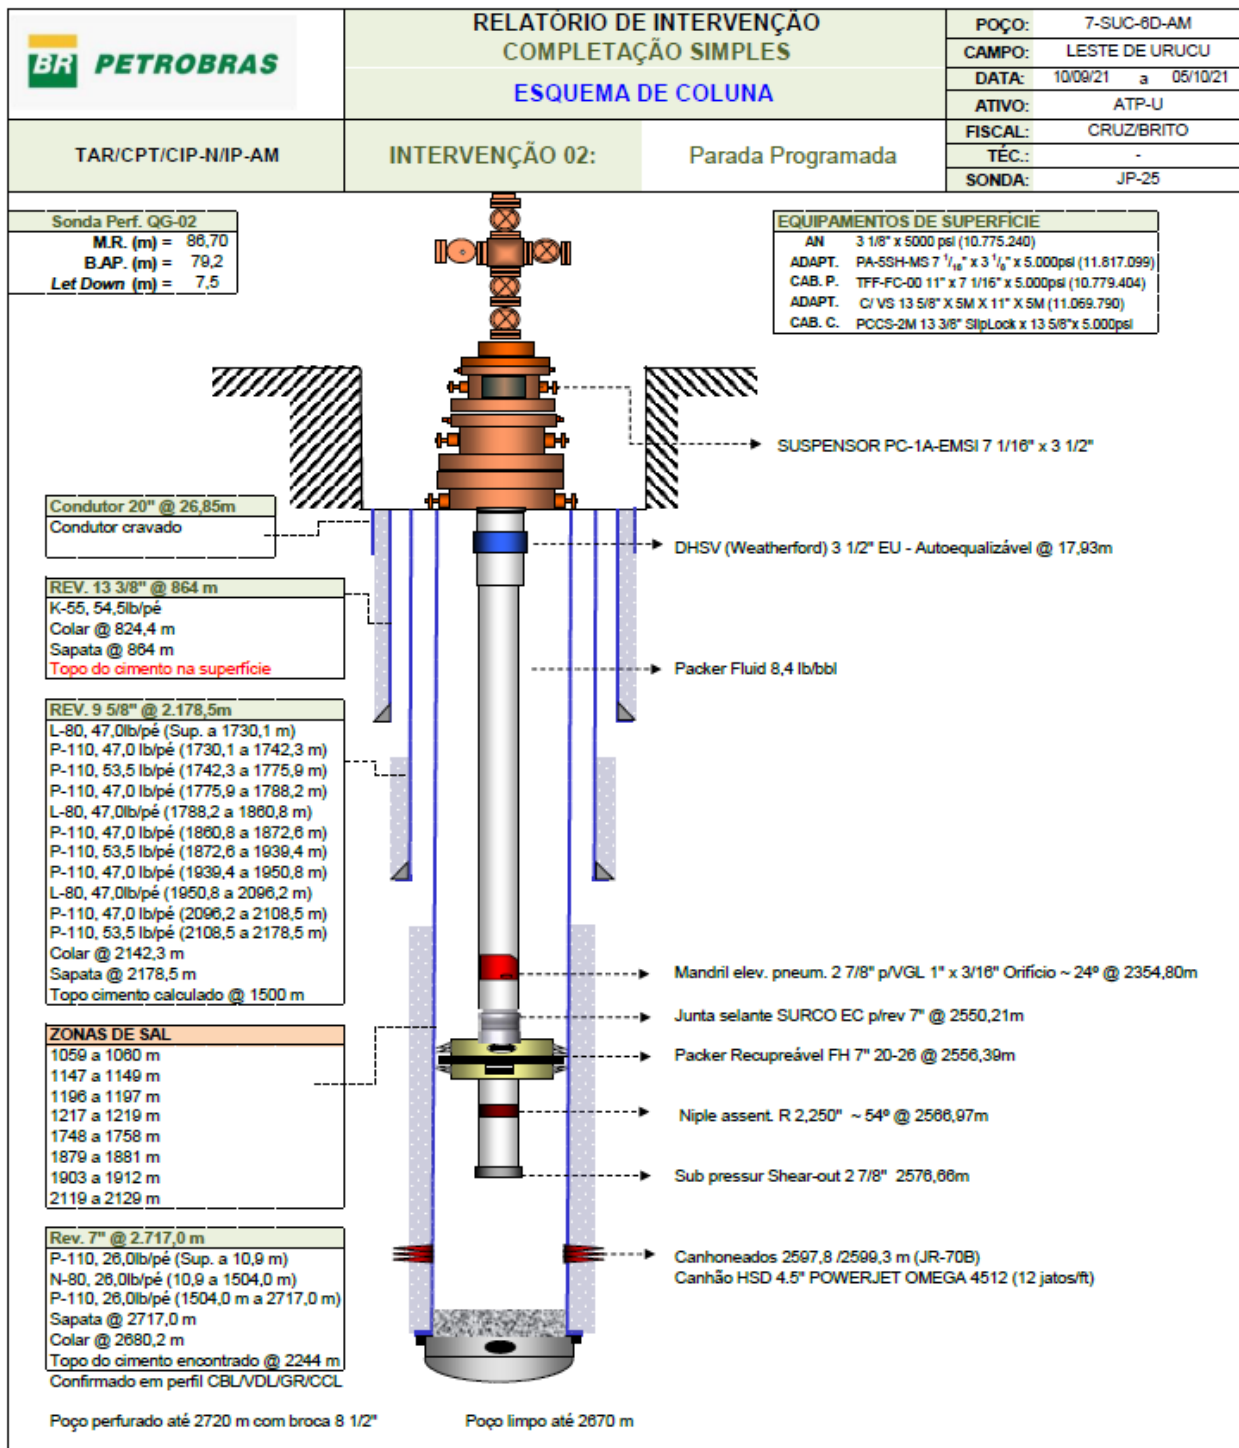 BR PETROBRAS
RELATÓRIO DE INTERVENÇÃO
COMPLETAÇÃO SIMPLES
ESQUEMA DE COLUNA
POÇO: 7-SUC-6D-AM
CAMPO: LESTE DE URUCU
DATA: 10/09/21 a 05/10/21
ATIVO: ATP-U
FISCAL: CRUZ/BRITO
TÉC.: -
SONDA: JP-25
TAR/CPT/CIP-N/IP-AM
INTERVENÇÃO 02: Parada Programada
Sonda Perf. QG-02
M.R. (m) = 86,70
B.AP. (m) = 79,2
Let Down (m) = 7,5
EQUIPAMENTOS DE SUPERFÍCIE
AN 3 1/8" x 5000 psi (10.775.240)
ADAPT. PA-5SH-MS 7 1/16" x 3 1/8" x 5.000psi (11.817.099)
CAB. P. TFF-FC-00 11" x 7 1/16" x 5.000psi (10.779.404)
ADAPT. C/ VS 13 5/8" X 5M X 11" X 5M (11.069.790)
CAB. C. PCCS-2M 13 3/8" SlipLock x 13 5/8"x 5.000psi
SUSPENSOR PC-1A-EMSI 7 1/16" x 3 1/2"
Condutor 20" @ 26,85m
Condutor cravado
DHSV (Weatherford) 3 1/2" EU - Autoequalizável @ 17,93m
REV. 13 3/8" @ 864 m
K-55, 54,5lb/pé
Colar @ 824,4 m
Sapata @ 864 m
Topo do cimento na superfície
Packer Fluid 8,4 lb/bbl
REV. 9 5/8" @ 2.178,5m
L-80, 47,0lb/pé (Sup. a 1730,1 m)
P-110, 47,0 lb/pé (1730,1 a 1742,3 m)
P-110, 53,5 lb/pé (1742,3 a 1775,9 m)
P-110, 47,0 lb/pé (1775,9 a 1788,2 m)
L-80, 47,0lb/pé (1788,2 a 1860,8 m)
P-110, 47,0 lb/pé (1860,8 a 1872,6 m)
P-110, 53,5 lb/pé (1872,6 a 1939,4 m)
P-110, 47,0 lb/pé (1939,4 a 1950,8 m)
L-80, 47,0lb/pé (1950,8 a 2096,2 m)
P-110, 47,0 lb/pé (2096,2 a 2108,5 m)
P-110, 53,5 lb/pé (2108,5 a 2178,5 m)
Colar @ 2142,3 m
Sapata @ 2178,5 m
Topo cimento calculado @ 1500 m
Mandril elev. pneum. 2 7/8" p/VGL 1" x 3/16" Orifício ~ 24º @ 2354,80m
Junta selante SURCO EC p/rev 7" @ 2550,21m
Packer Recupreável FH 7" 20-26 @ 2556,39m
Niple assent. R 2,250" ~ 54º @ 2566,97m
Sub pressur Shear-out 2 7/8" 2576,66m
ZONAS DE SAL
1059 a 1060 m
1147 a 1149 m
1196 a 1197 m
1217 a 1219 m
1748 a 1758 m
1879 a 1881 m
1903 a 1912 m
2119 a 2129 m
Rev. 7" @ 2.717,0 m
P-110, 26,0lb/pé (Sup. a 10,9 m)
N-80, 26,0lb/pé (10,9 a 1504,0 m)
P-110, 26,0lb/pé (1504,0 m a 2717,0 m)
Sapata @ 2717,0 m
Colar @ 2680,2 m
Topo do cimento encontrado @ 2244 m
Confirmado em perfil CBL/VDL/GR/CCL
Canhoneados 2597,8 /2599,3 m (JR-70B)
Canhão HSD 4.5" POWERJET OMEGA 4512 (12 jatos/ft)
Poço perfurado até 2720 m com broca 8 1/2"
Poço limpo até 2670 m